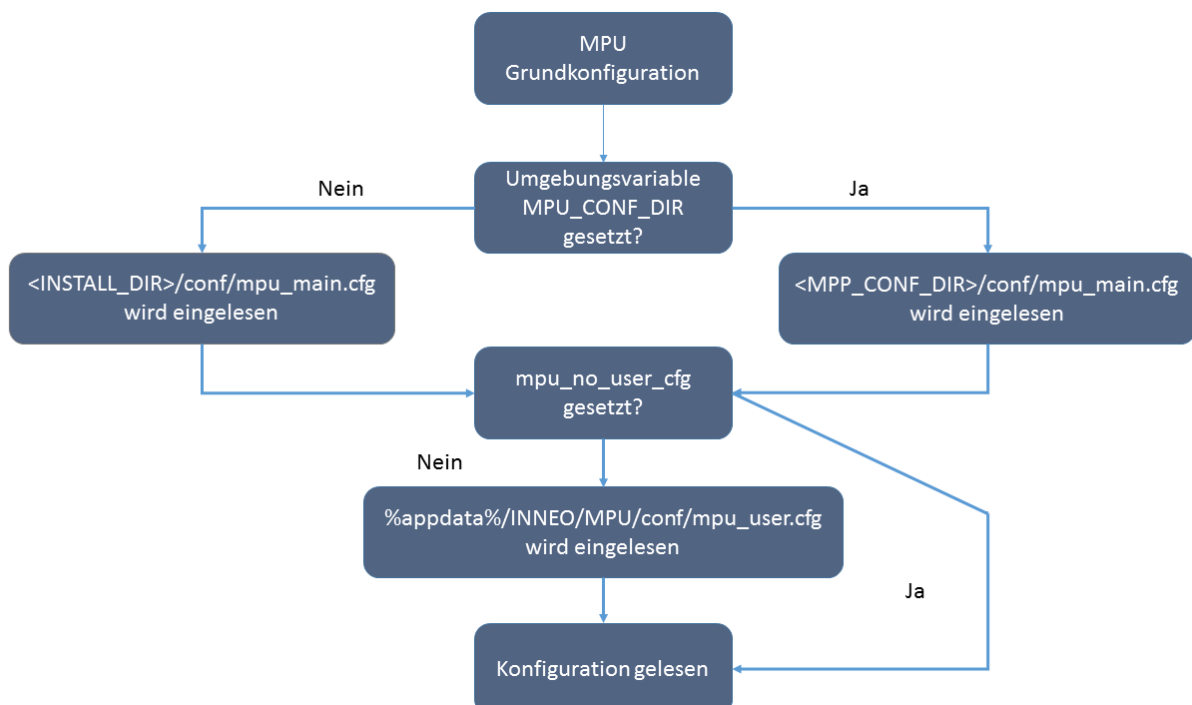 MPU
Grundkonfiguration
Nein
Umgebungsvariable
MPU_CONF_DIR
gesetzt?
Ja
<INSTALL_DIR>/conf/mpu_main.cfg
wird eingelesen
<MPP_CONF_DIR>/conf/mpu_main.cfg
wird eingelesen
mpu_no_user_cfg
gesetzt?
Nein
%appdata%/INNEO/MPU/conf/mpu_user.cfg
wird eingelesen
Ja
Konfiguration gelesen